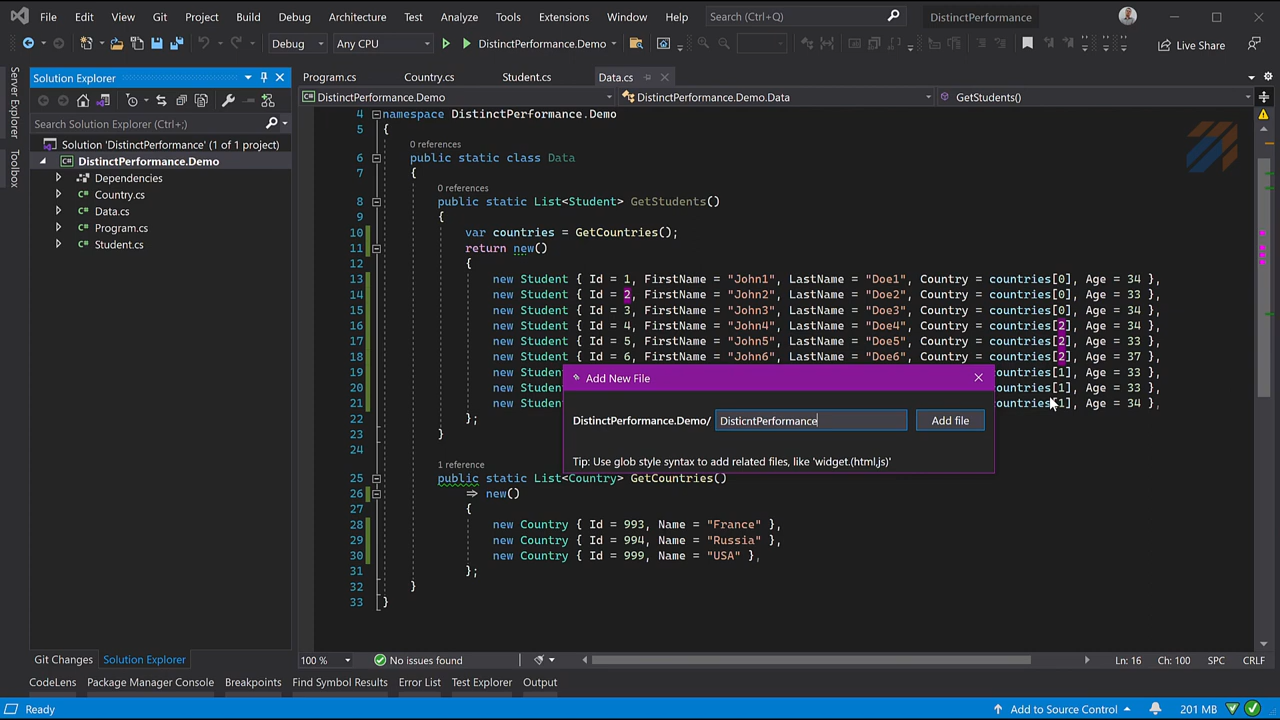 File Edit View Git Project Build Debug Architecture Test Analyze Tools Extensions Window Help Search (Ctrl+Q) DistinctPerformance
Debug Any CPU DistinctPerformance.Demo Live Share
Server Explorer
Toolbox
Solution Explorer
Search Solution Explorer (Ctrl+;)
Solution 'DistinctPerformance' (1 of 1 project)
DistinctPerformance.Demo
Dependencies
Country.cs
Data.cs
Program.cs
Student.cs
Git Changes Solution Explorer
Program.cs Country.cs Student.cs Data.cs
DistinctPerformance.Demo DistinctPerformance.Demo.Data GetStudents()
4 namespace DistinctPerformance.Demo
5 {
0 references
6 public static class Data
7 {
0 references
8 public static List<Student> GetStudents()
9 {
10 var countries = GetCountries();
11 return new()
12 {
13 new Student { Id = 1, FirstName = "John1", LastName = "Doe1", Country = countries[0], Age = 34 },
14 new Student { Id = 2, FirstName = "John2", LastName = "Doe2", Country = countries[0], Age = 33 },
15 new Student { Id = 3, FirstName = "John3", LastName = "Doe3", Country = countries[0], Age = 34 },
16 new Student { Id = 4, FirstName = "John4", LastName = "Doe4", Country = countries[2], Age = 34 },
17 new Student { Id = 5, FirstName = "John5", LastName = "Doe5", Country = countries[2], Age = 33 },
18 new Student { Id = 6, FirstName = "John6", LastName = "Doe6", Country = countries[2], Age = 37 },
19 new Studen countries[1], Age = 33 },
20 new Studen countries[1], Age = 33 },
21 new Studen countries[1], Age = 34 },
22 };
23 }
24
1 reference
25 public static List<Country> GetCountries()
26 => new()
27 {
28 new Country { Id = 993, Name = "France" },
29 new Country { Id = 994, Name = "Russia" },
30 new Country { Id = 999, Name = "USA" },
31 };
32 }
33 }
Add New File
DistinctPerformance.Demo/ DisticntPerformance Add file
Tip: Use glob style syntax to add related files, like 'widget.(html,js)'
100 % No issues found Ln: 16 Ch: 100 SPC CRLF
CodeLens Package Manager Console Breakpoints Find Symbol Results Error List Test Explorer Output
Ready Add to Source Control 201 MB